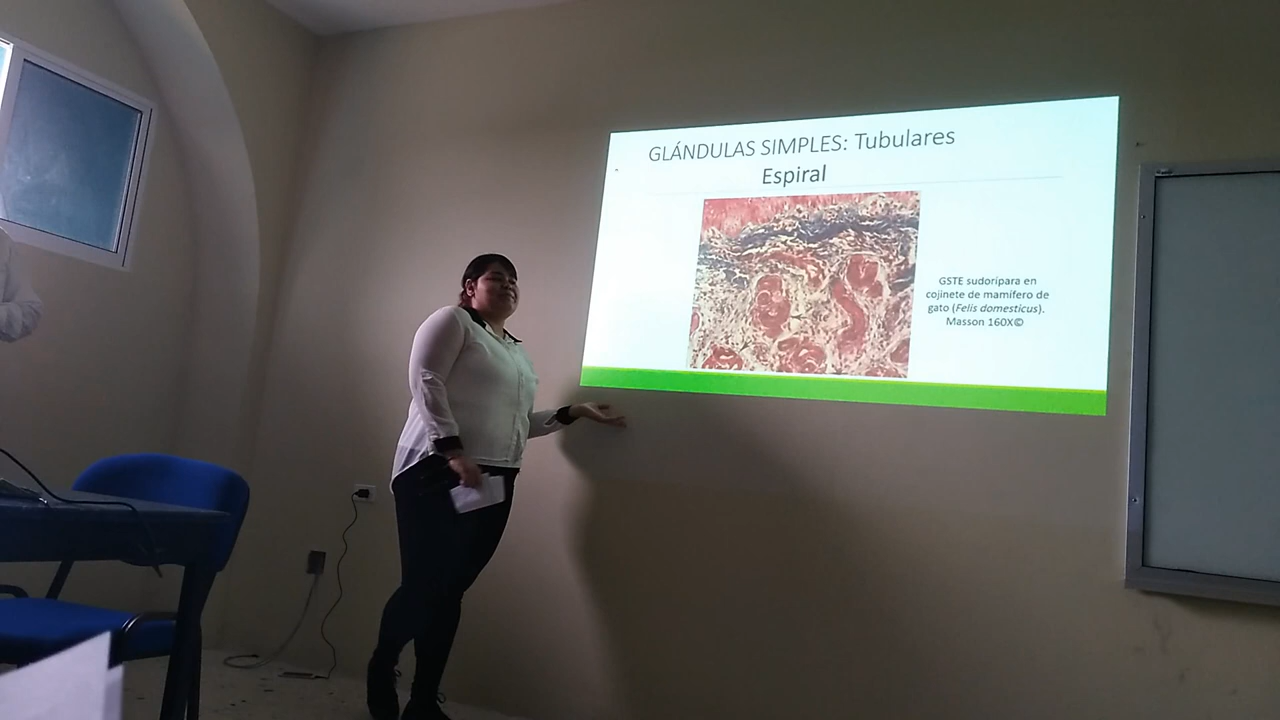 GLÁNDULAS SIMPLES: Tubulares
Espiral
GSTE sudorípara en
cojinete de mamífero de
gato (Felis domesticus).
Masson 160X©